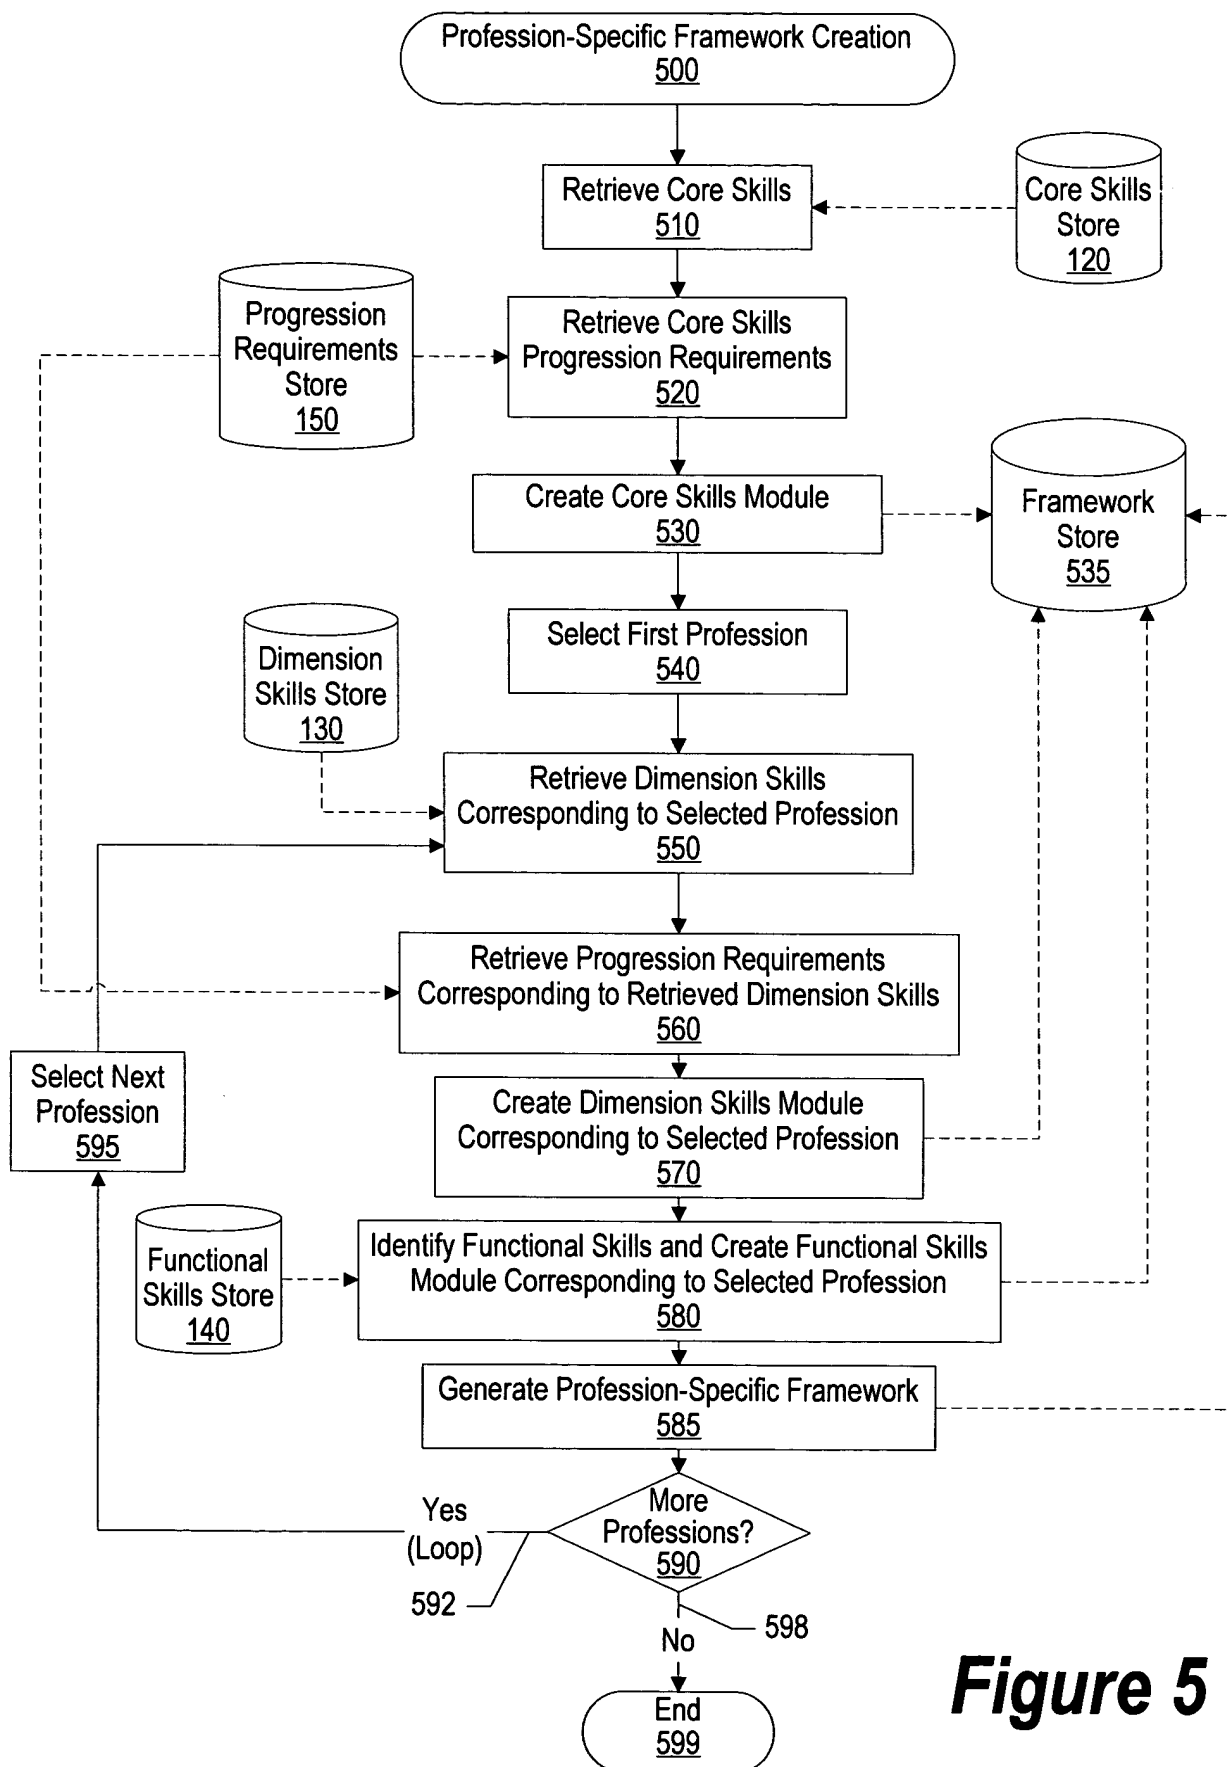 Profession-Specific Framework Creation
500
Retrieve Core Skills
510
Core Skills
Store
120
Progression
Requirements
Store
150
Retrieve Core Skills
Progression Requirements
520
Create Core Skills Module
530
Framework
Store
535
Select First Profession
540
Dimension
Skills Store
130
Retrieve Dimension Skills
Corresponding to Selected Profession
550
Retrieve Progression Requirements
Corresponding to Retrieved Dimension Skills
560
Select Next
Profession
595
Create Dimension Skills Module
Corresponding to Selected Profession
570
Functional
Skills Store
140
Identify Functional Skills and Create Functional Skills
Module Corresponding to Selected Profession
580
Generate Profession-Specific Framework
585
More
Professions?
590
Yes
(Loop)
592
598
No
End
599
Figure 5